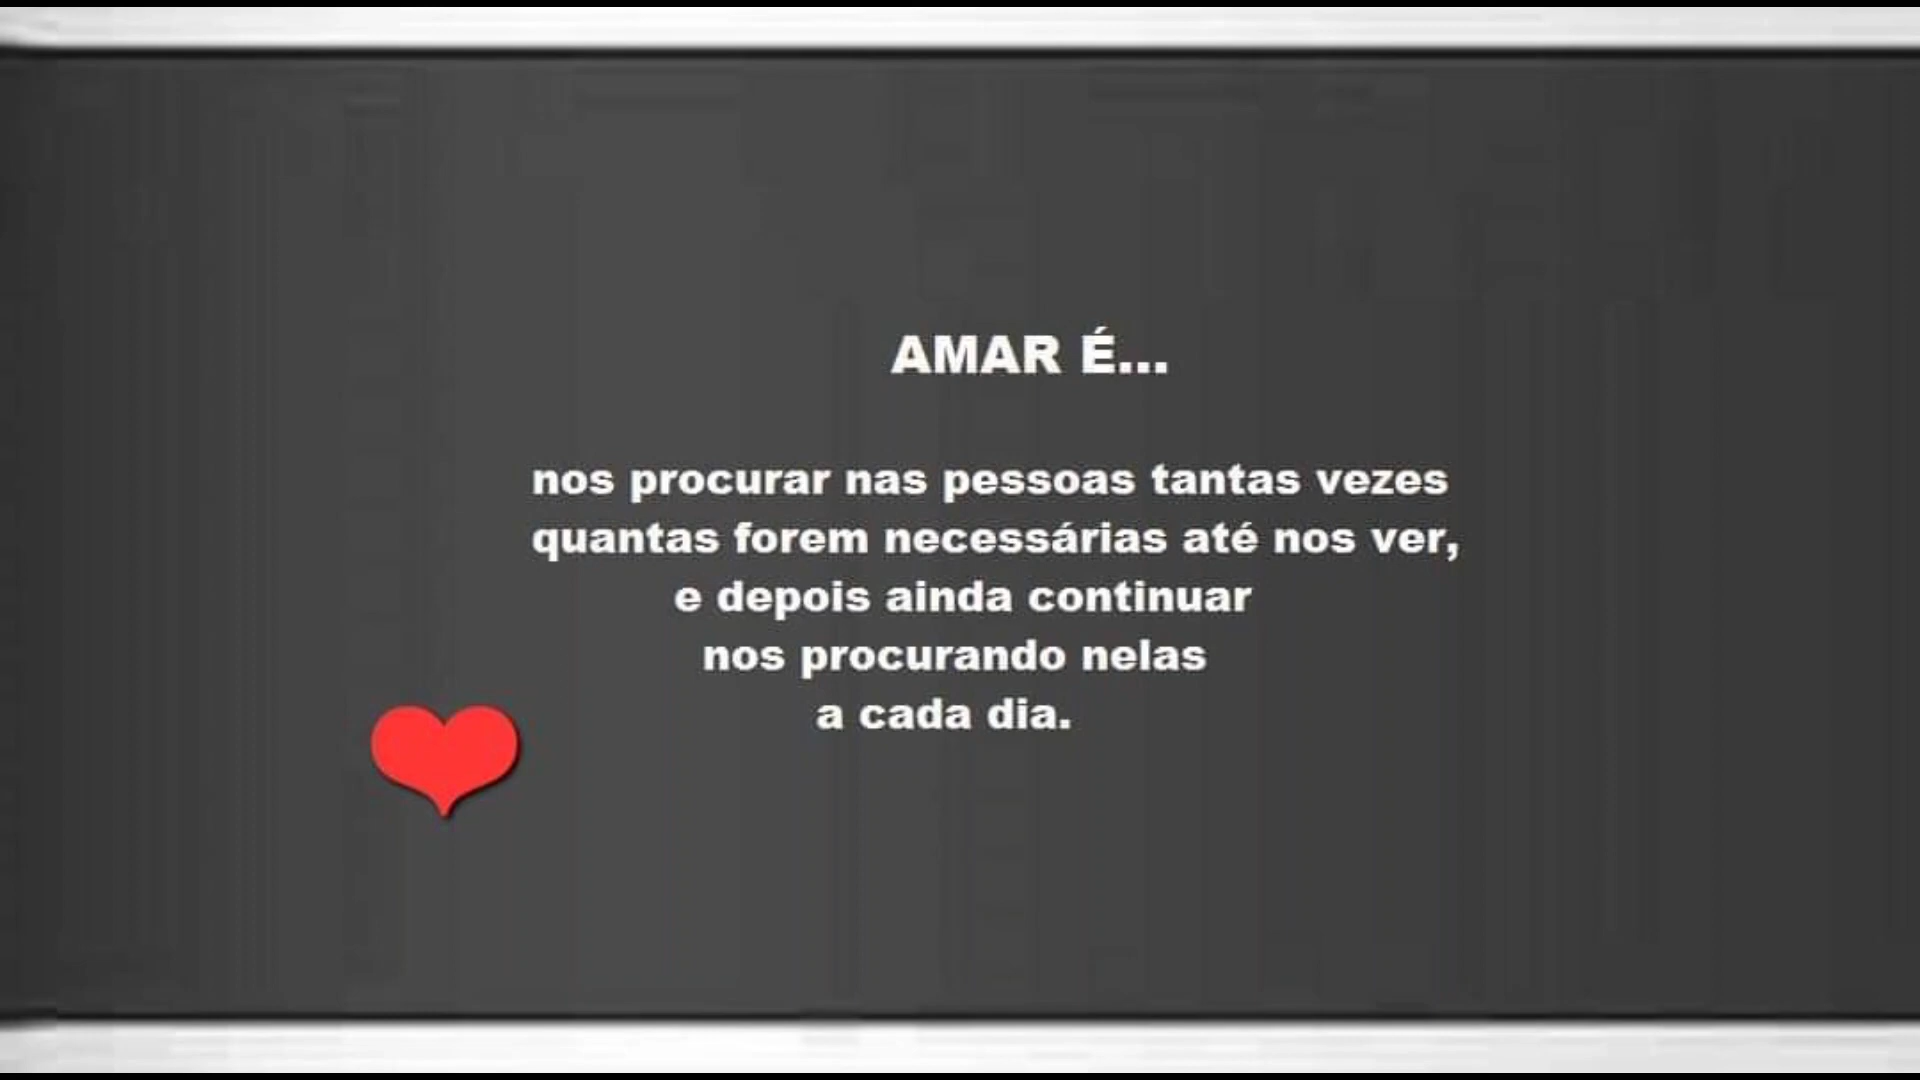 AMAR É...
nos procurar nas pessoas tantas vezes
quantas forem necessárias até nos ver,
e depois ainda continuar
nos procurando nelas
a cada dia.